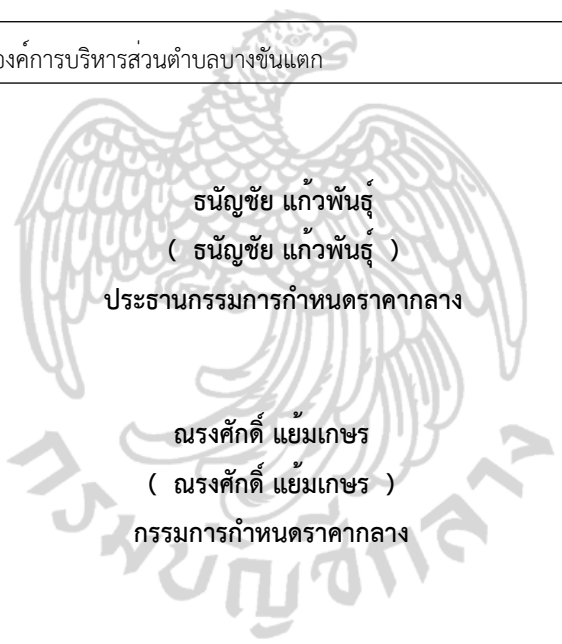 องค์การบริหารส่วนตำบลบางขันแตก
ธนัญชัย แก้วพันธุ์
( ธนัญชัย แก้วพันธุ์ )
ประธานกรรมการกำหนดราคากลาง
ณรงศักดิ์ แย้มเกษร
( ณรงศักดิ์ แย้มเกษร )
กรรมการกำหนดราคากลาง
กรมบัญชีกลาง